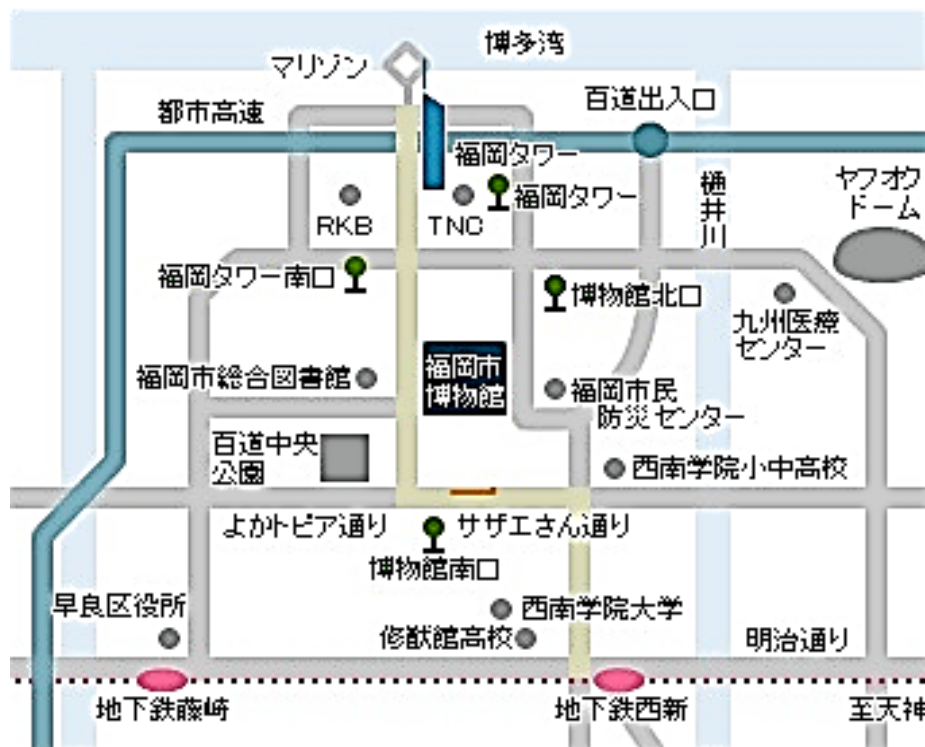 博多湾
マリゾン
百道出入口
都市高速
福岡タワー
樋井川
ヤフオク
ドーム
福岡タワー
RKB
TNC
福岡タワー南口
博物館北口
九州医療
センター
福岡市
博物館
福岡市総合図書館
福岡市民
防災センター
百道中央
公園
西南学院小中高校
よかトピア通り
サザエさん通り
博物館南口
早良区役所
西南学院大学
修猷館高校
明治通り
地下鉄藤崎
地下鉄西新
至天神